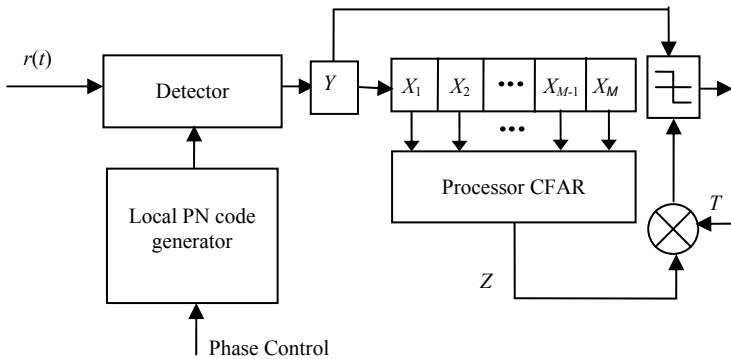 r(t)
Detector
Y
X1 X2 ••• XM-1 XM
•••
Processor CFAR
Local PN code
generator
T
Z
Phase Control